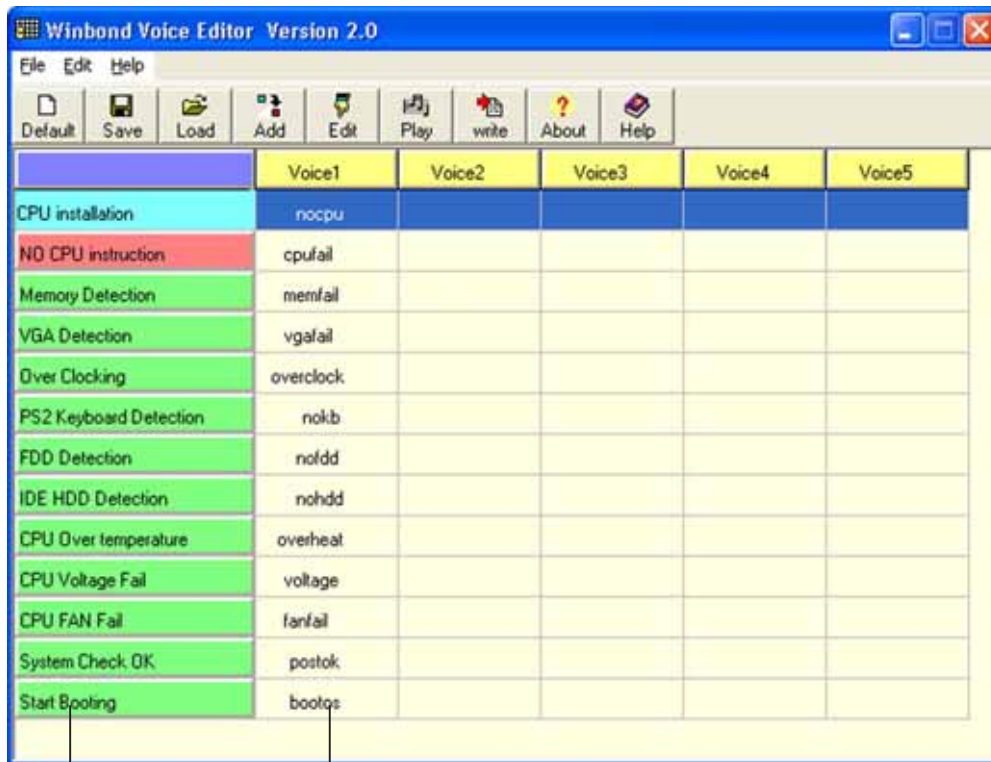 Winbond Voice Editor Version 2.0
File Edit Help
Default Save Load Add Edit Play write About Help
Voice1 Voice2 Voice3 Voice4 Voice5
CPU installation nocpu
NO CPU instruction cpufail
Memory Detection memfail
VGA Detection vgafail
Over Clocking overclock
PS2 Keyboard Detection nokb
FDD Detection nofdd
IDE HDD Detection nohdd
CPU Over temperature overheat
CPU Voltage Fail voltage
CPU FAN Fail fanfail
System Check OK postok
Start Booting bootos